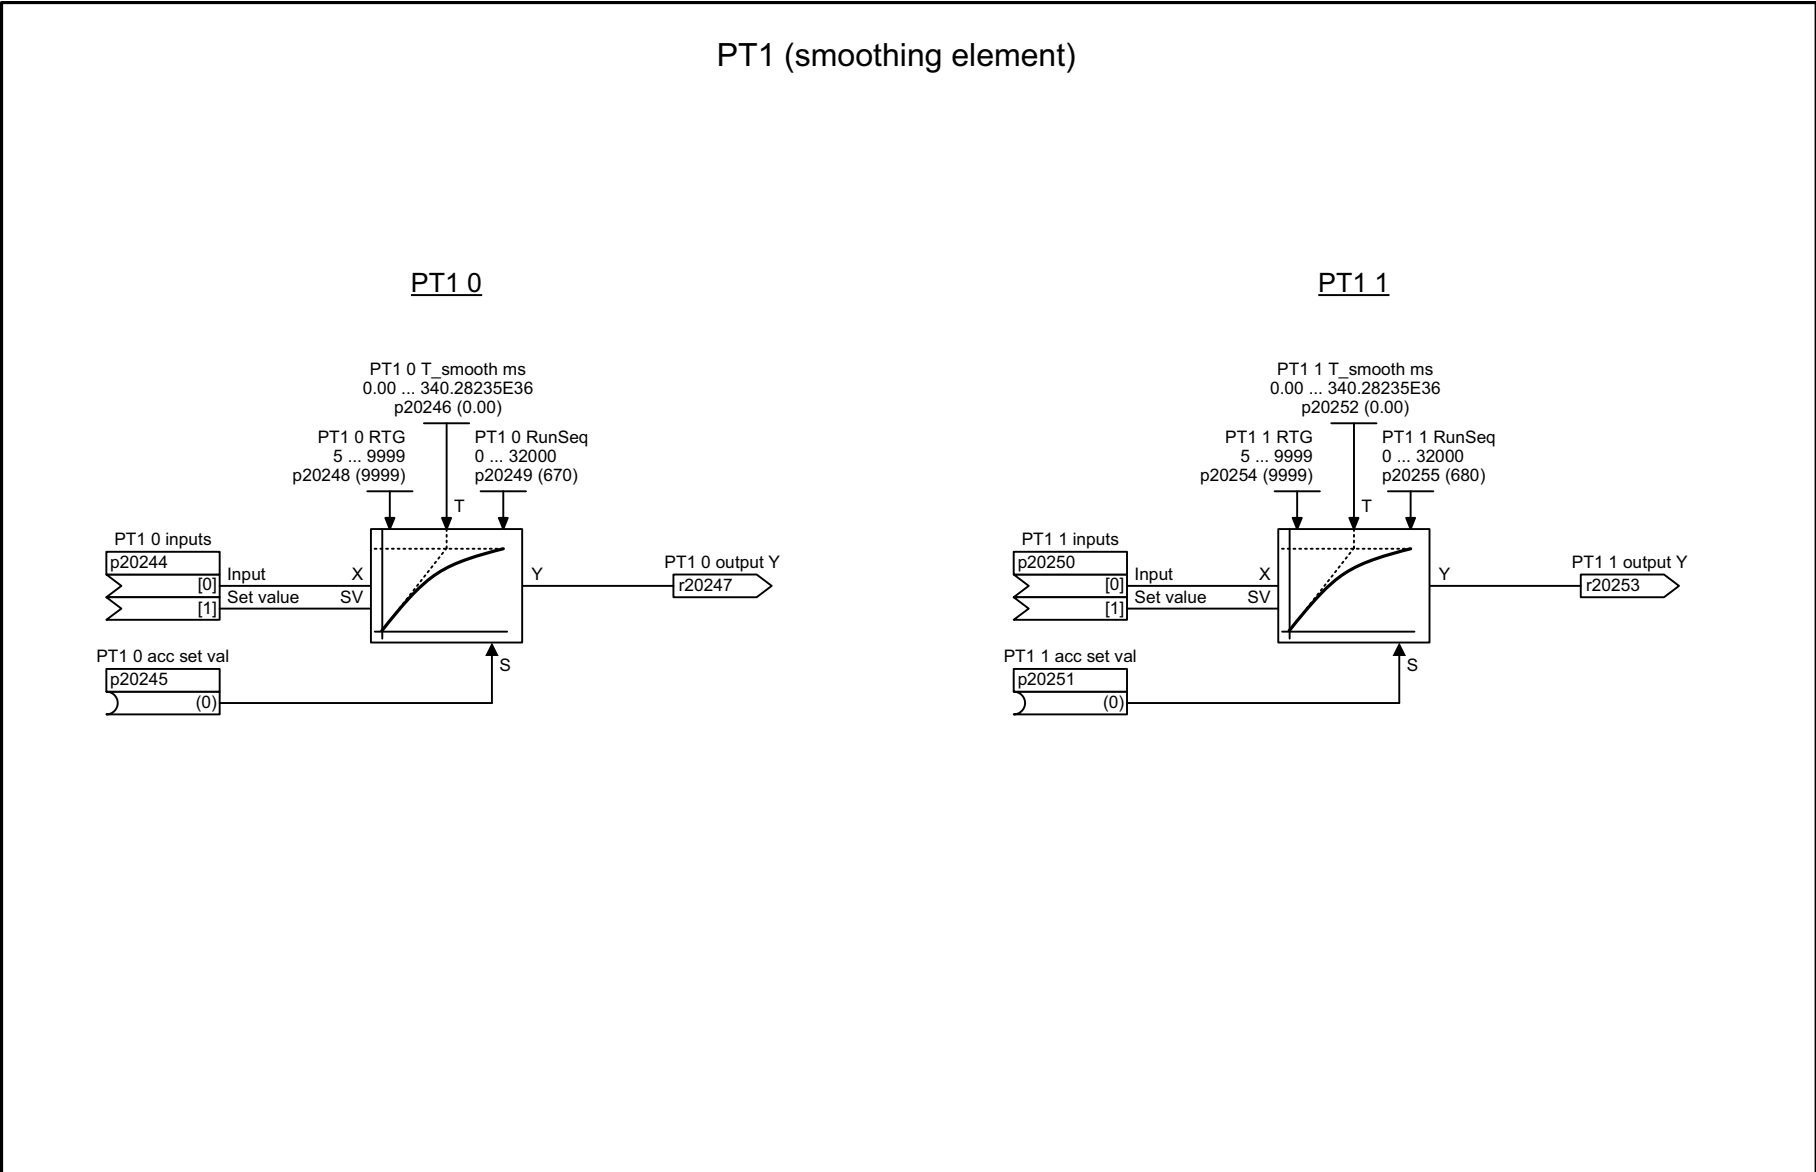 PT1 (smoothing element)
PT1 0
PT1 0 T_smooth ms
0.00 ... 340.28235E36
p20246 (0.00)
PT1 0 RTG
5 ... 9999
p20248 (9999)
PT1 0 RunSeq
0 ... 32000
p20249 (670)
T
PT1 0 inputs
p20244
[0]
[1]
Input
Set value
X
SV
Y
PT1 0 output Y
r20247
PT1 0 acc set val
p20245
(0)
S
PT1 1
PT1 1 T_smooth ms
0.00 ... 340.28235E36
p20252 (0.00)
PT1 1 RTG
5 ... 9999
p20254 (9999)
PT1 1 RunSeq
0 ... 32000
p20255 (680)
T
PT1 1 inputs
p20250
[0]
[1]
Input
Set value
X
SV
Y
PT1 1 output Y
r20253
PT1 1 acc set val
p20251
(0)
S